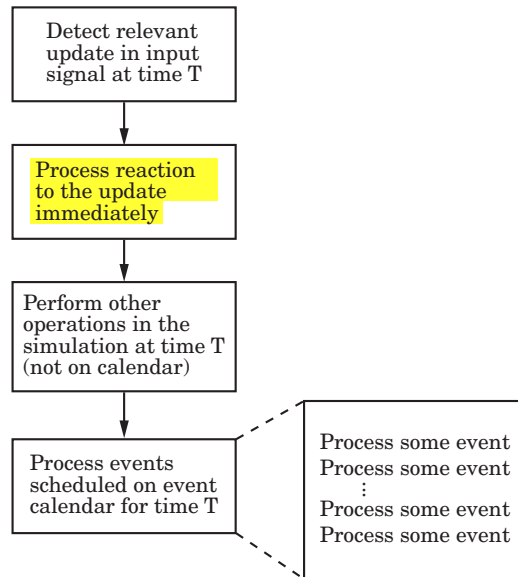 Detect relevant
update in input
signal at time T
Process reaction
to the update
immediately
Perform other
operations in the
simulation at time T
(not on calendar)
Process events
scheduled on event
calendar for time T
Process some event
Process some event
⋮
Process some event
Process some event